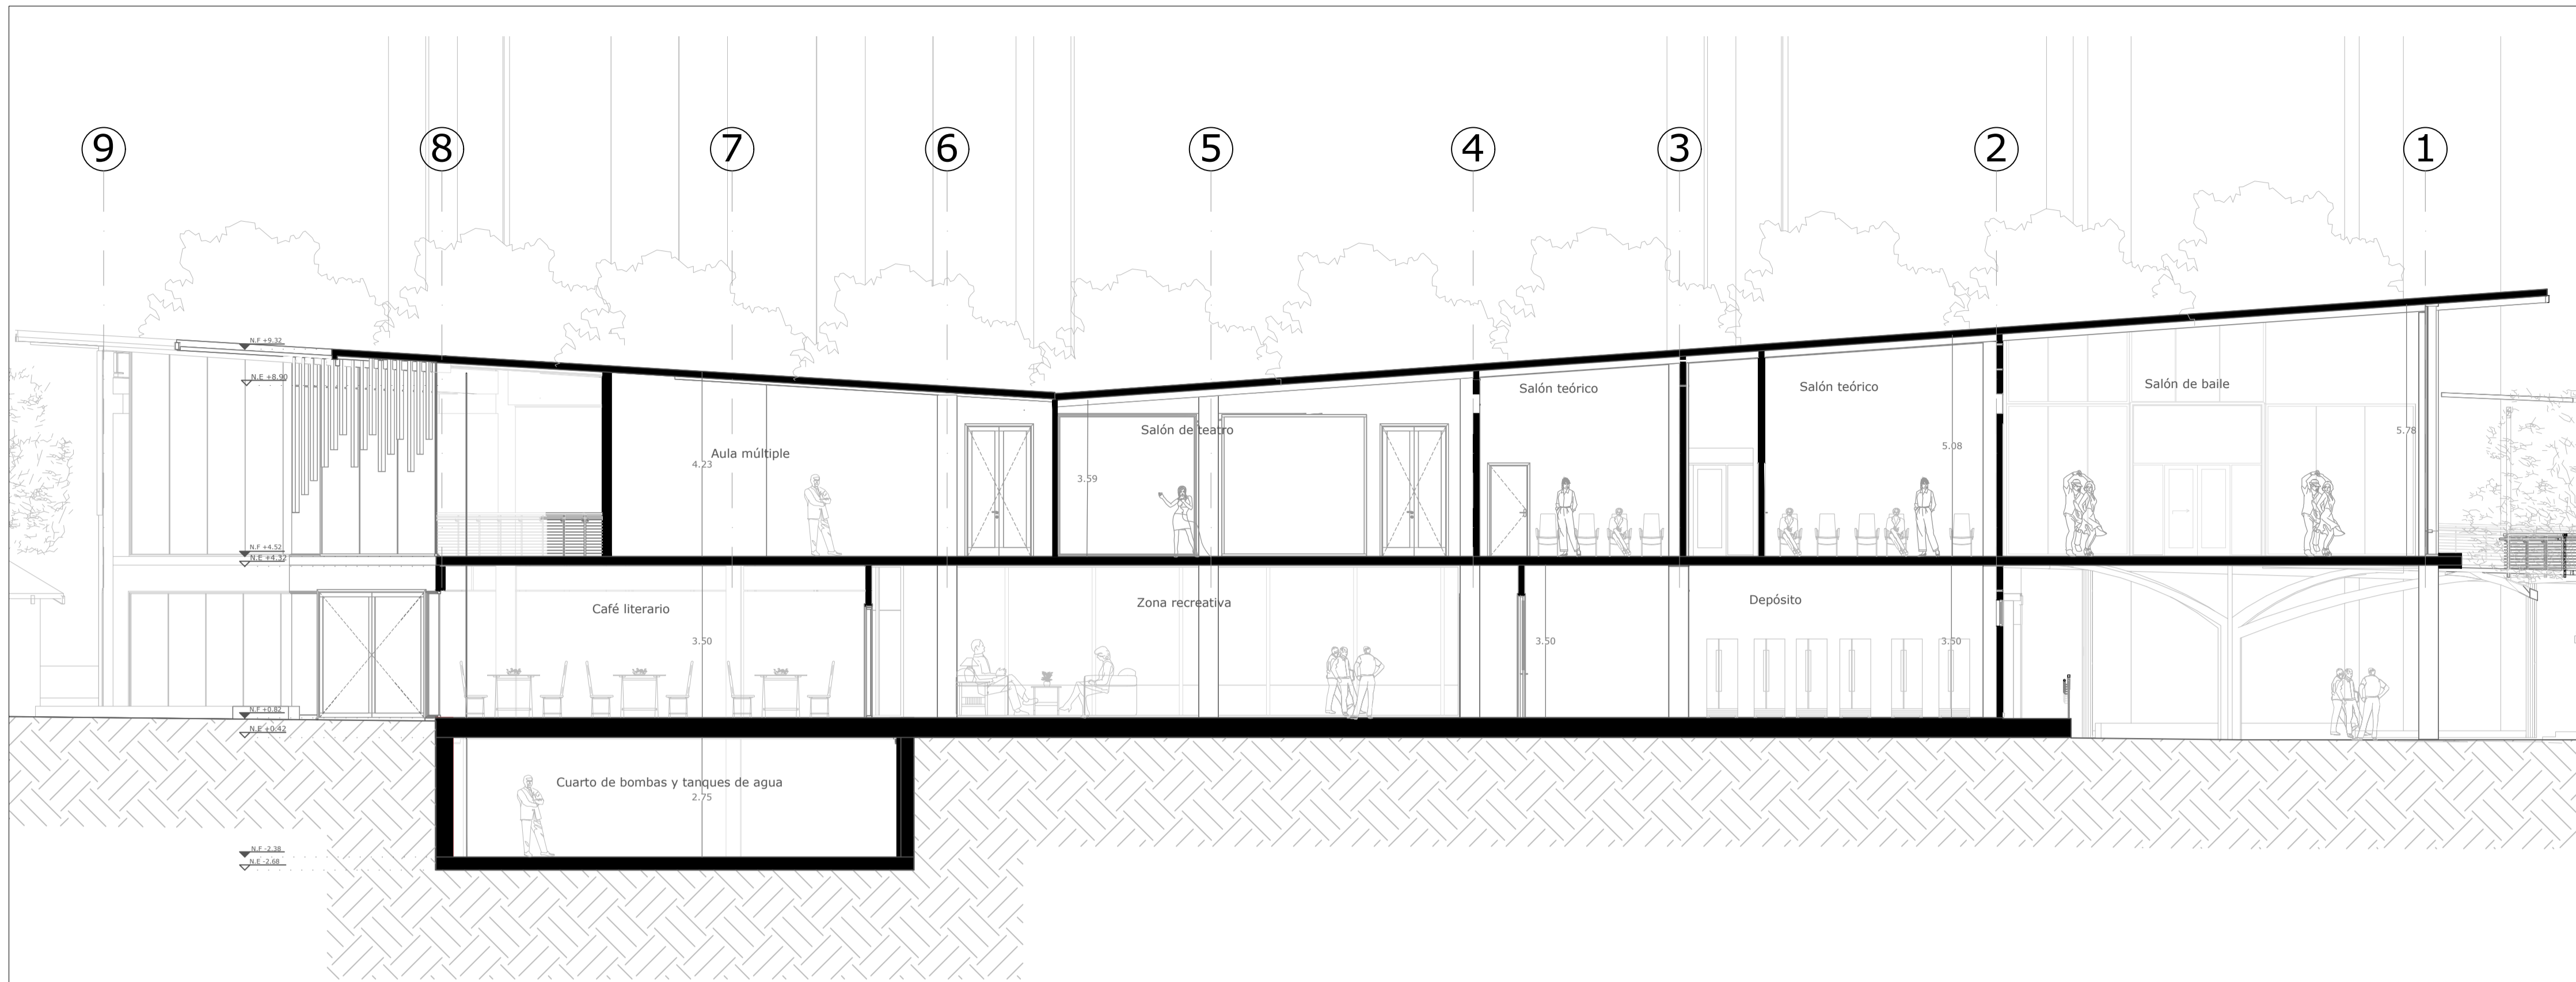 9 8 7 6 5 4 3 2 1
N.F +9.32
N.E +8.90
Salón teórico
Salón teórico
Salón de baile
Salón de teatro
Aula múltiple
4.23
3.59
5.08
5.78
N.F +4.52
N.E +4.32
Café literario
Zona recreativa
Depósito
3.50
3.50
3.50
N.F +0.82
N.E +0.42
Cuarto de bombas y tanques de agua
2.75
N.F -2.38
N.E -2.68